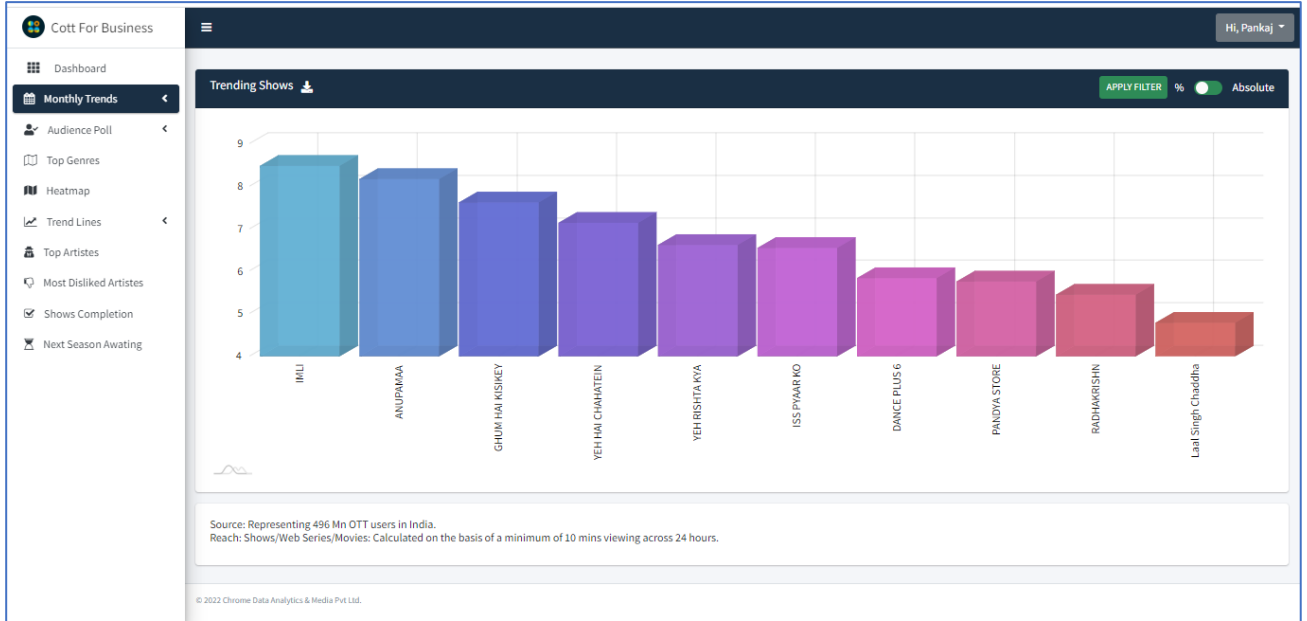 Cott For Business
Hi, Pankaj
Dashboard
Monthly Trends
Audience Poll
Top Genres
Heatmap
Trend Lines
Top Artistes
Most Disliked Artistes
Shows Completion
Next Season Awating
Trending Shows
APPLY FILTER % Absolute
9
8
7
6
5
4
IMLI
ANUPAMAA
GHUM HAI KISIKEY
YEH HAI CHAHATEIN
YEH RISHTA KYA
ISS PYAAR KO
DANCE PLUS 6
PANDYA STORE
RADHAKRISHN
Laal Singh Chaddha
Source: Representing 496 Mn OTT users in India.
Reach: Shows/Web Series/Movies: Calculated on the basis of a minimum of 10 mins viewing across 24 hours.
© 2022 Chrome Data Analytics & Media Pvt Ltd.